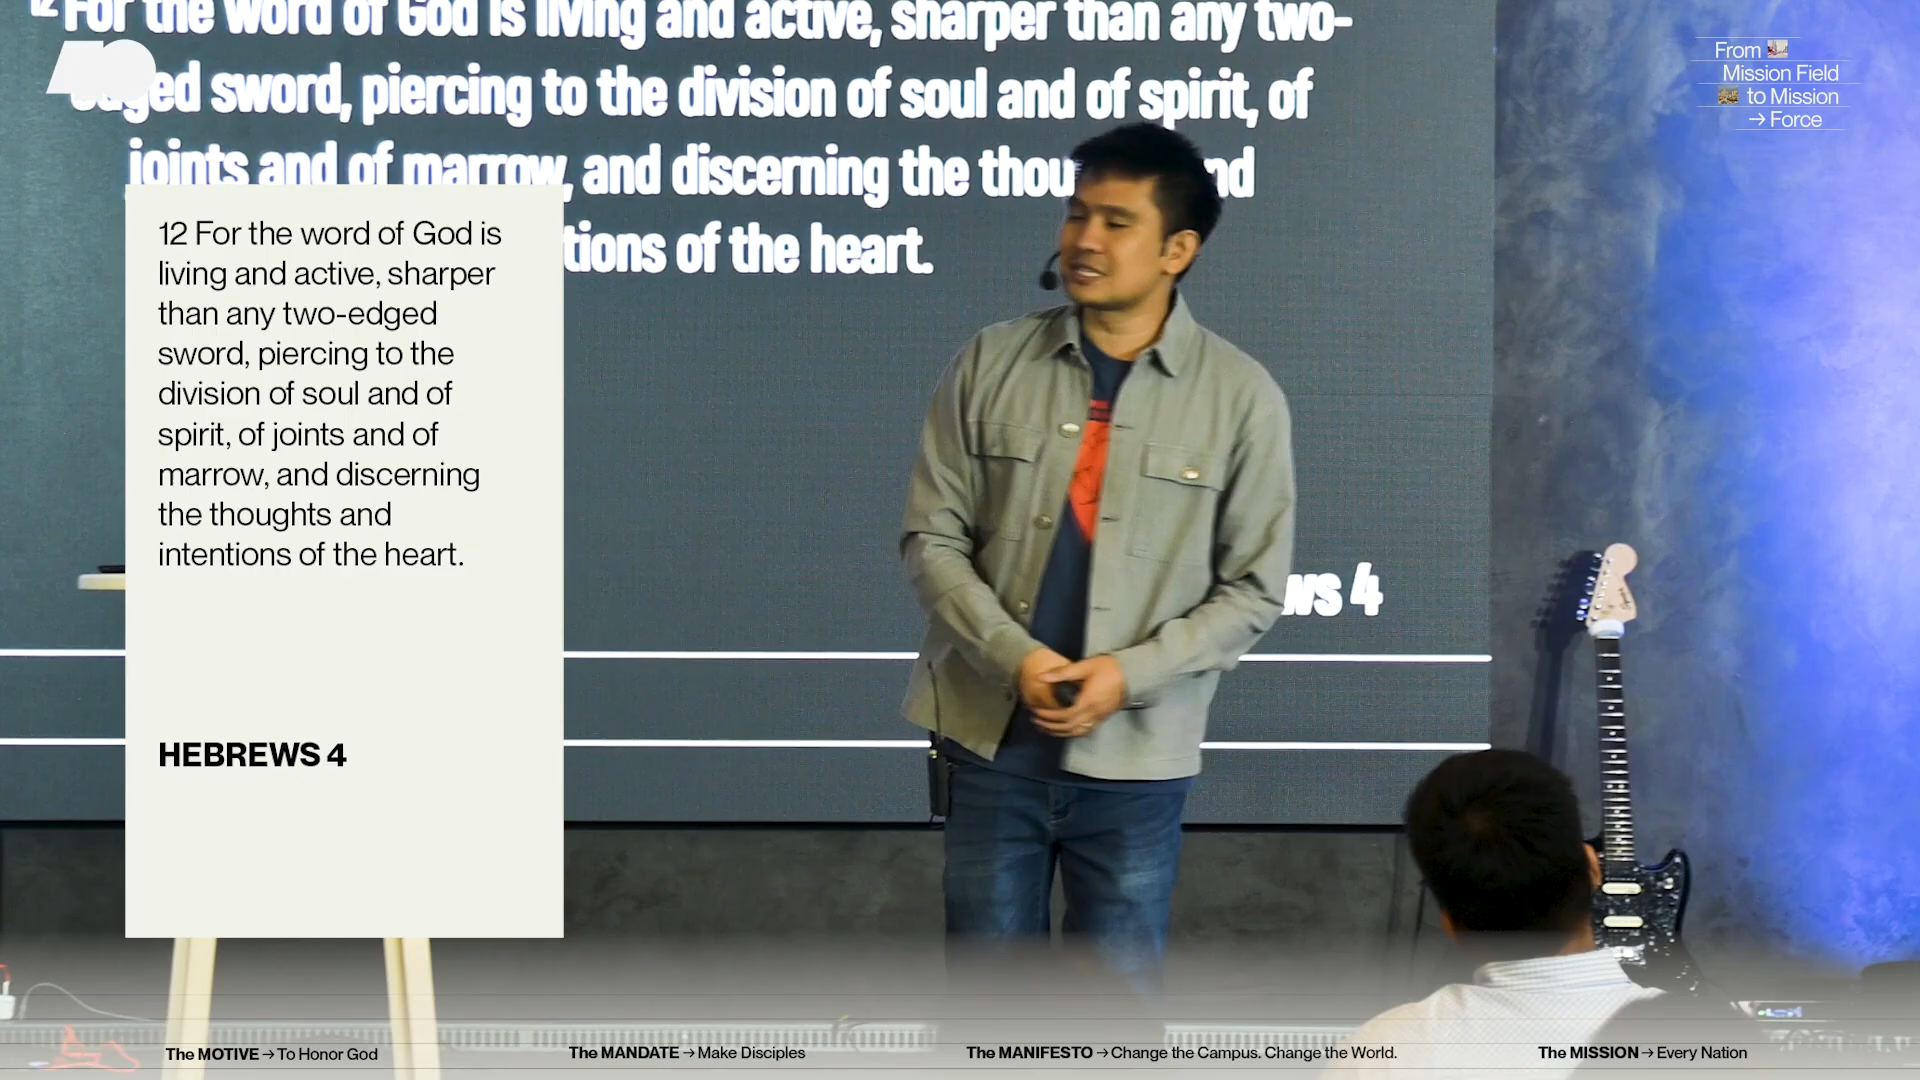 12 For the word of God is living and active, sharper than any two-
edged sword, piercing to the division of soul and of spirit, of
joints and of marrow, and discerning the
tions of the heart.
ws 4
From
Mission Field
to Mission
→ Force
12 For the word of God is
living and active, sharper
than any two-edged
sword, piercing to the
division of soul and of
spirit, of joints and of
marrow, and discerning
the thoughts and
intentions of the heart.
HEBREWS 4
The MOTIVE → To Honor God
The MANDATE → Make Disciples
The MANIFESTO → Change the Campus. Change the World.
The MISSION → Every Nation